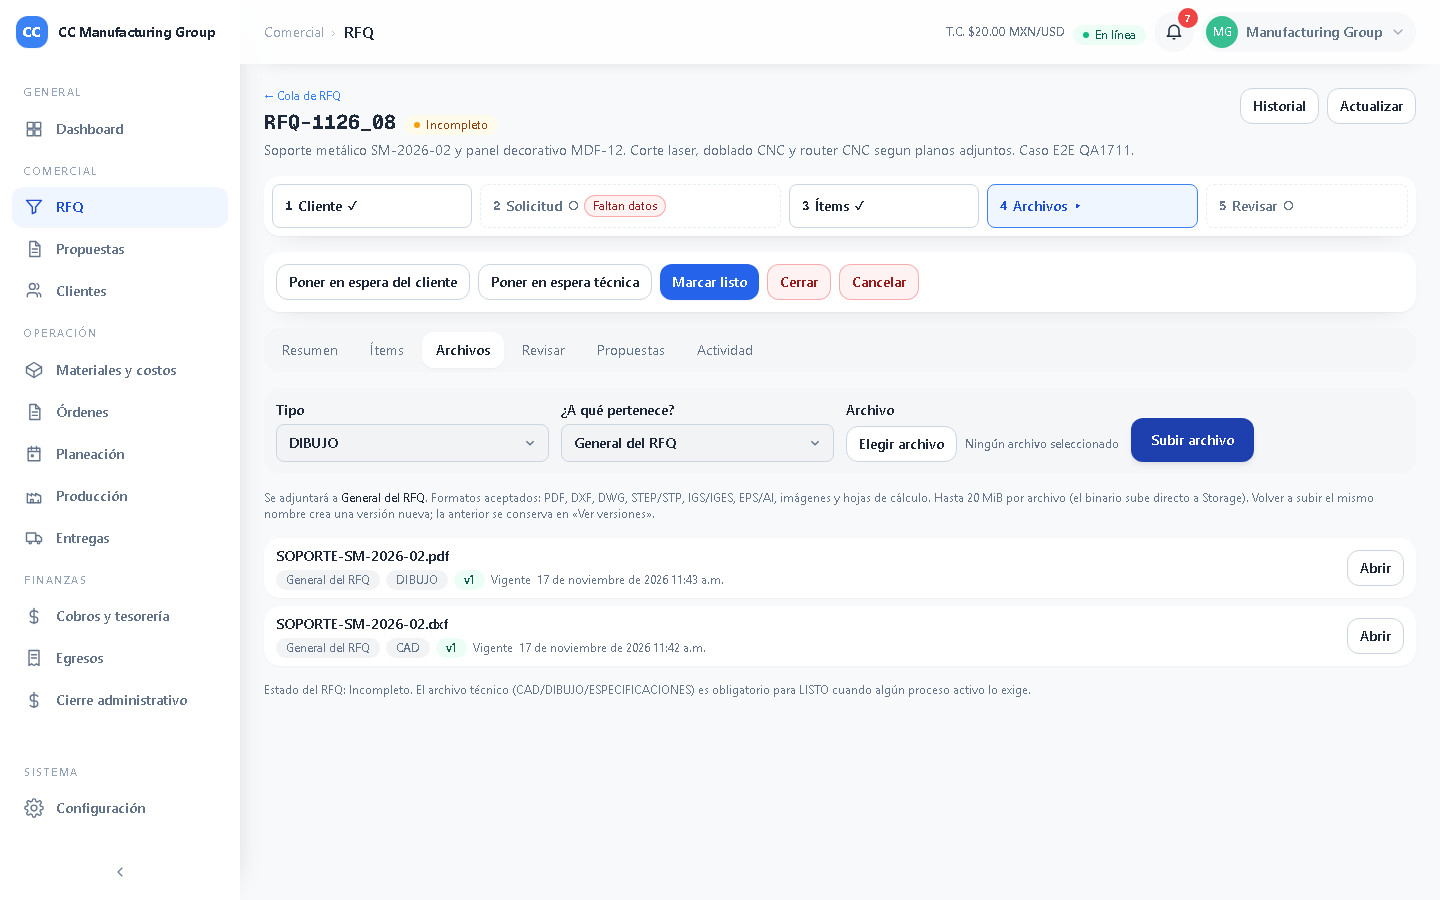 CC CC Manufacturing Group
GENERAL
Dashboard
COMERCIAL
RFQ
Propuestas
Clientes
OPERACIÓN
Materiales y costos
Órdenes
Planeación
Producción
Entregas
FINANZAS
Cobros y tesorería
Egresos
Cierre administrativo
SISTEMA
Configuración
Comercial › RFQ
T.C. $20.00 MXN/USD
En línea
7
MG Manufacturing Group
← Cola de RFQ
RFQ-1126_08 Incompleto
Historial Actualizar
Soporte metálico SM-2026-02 y panel decorativo MDF-12. Corte laser, doblado CNC y router CNC segun planos adjuntos. Caso E2E QA1711.
1 Cliente ✓ 2 Solicitud ○ Faltan datos 3 Ítems ✓ 4 Archivos ▸ 5 Revisar ○
Poner en espera del cliente Poner en espera técnica Marcar listo Cerrar Cancelar
Resumen Ítems Archivos Revisar Propuestas Actividad
Tipo ¿A qué pertenece? Archivo
DIBUJO General del RFQ Elegir archivo Ningún archivo seleccionado Subir archivo
Se adjuntará a General del RFQ. Formatos aceptados: PDF, DXF, DWG, STEP/STP, IGS/IGES, EPS/AI, imágenes y hojas de cálculo. Hasta 20 MiB por archivo (el binario sube directo a Storage). Volver a subir el mismo
nombre crea una versión nueva; la anterior se conserva en «Ver versiones».
SOPORTE-SM-2026-02.pdf
General del RFQ DIBUJO v1 Vigente 17 de noviembre de 2026 11:43 a.m.
Abrir
SOPORTE-SM-2026-02.dxf
General del RFQ CAD v1 Vigente 17 de noviembre de 2026 11:42 a.m.
Abrir
Estado del RFQ: Incompleto. El archivo técnico (CAD/DIBUJO/ESPECIFICACIONES) es obligatorio para LISTO cuando algún proceso activo lo exige.